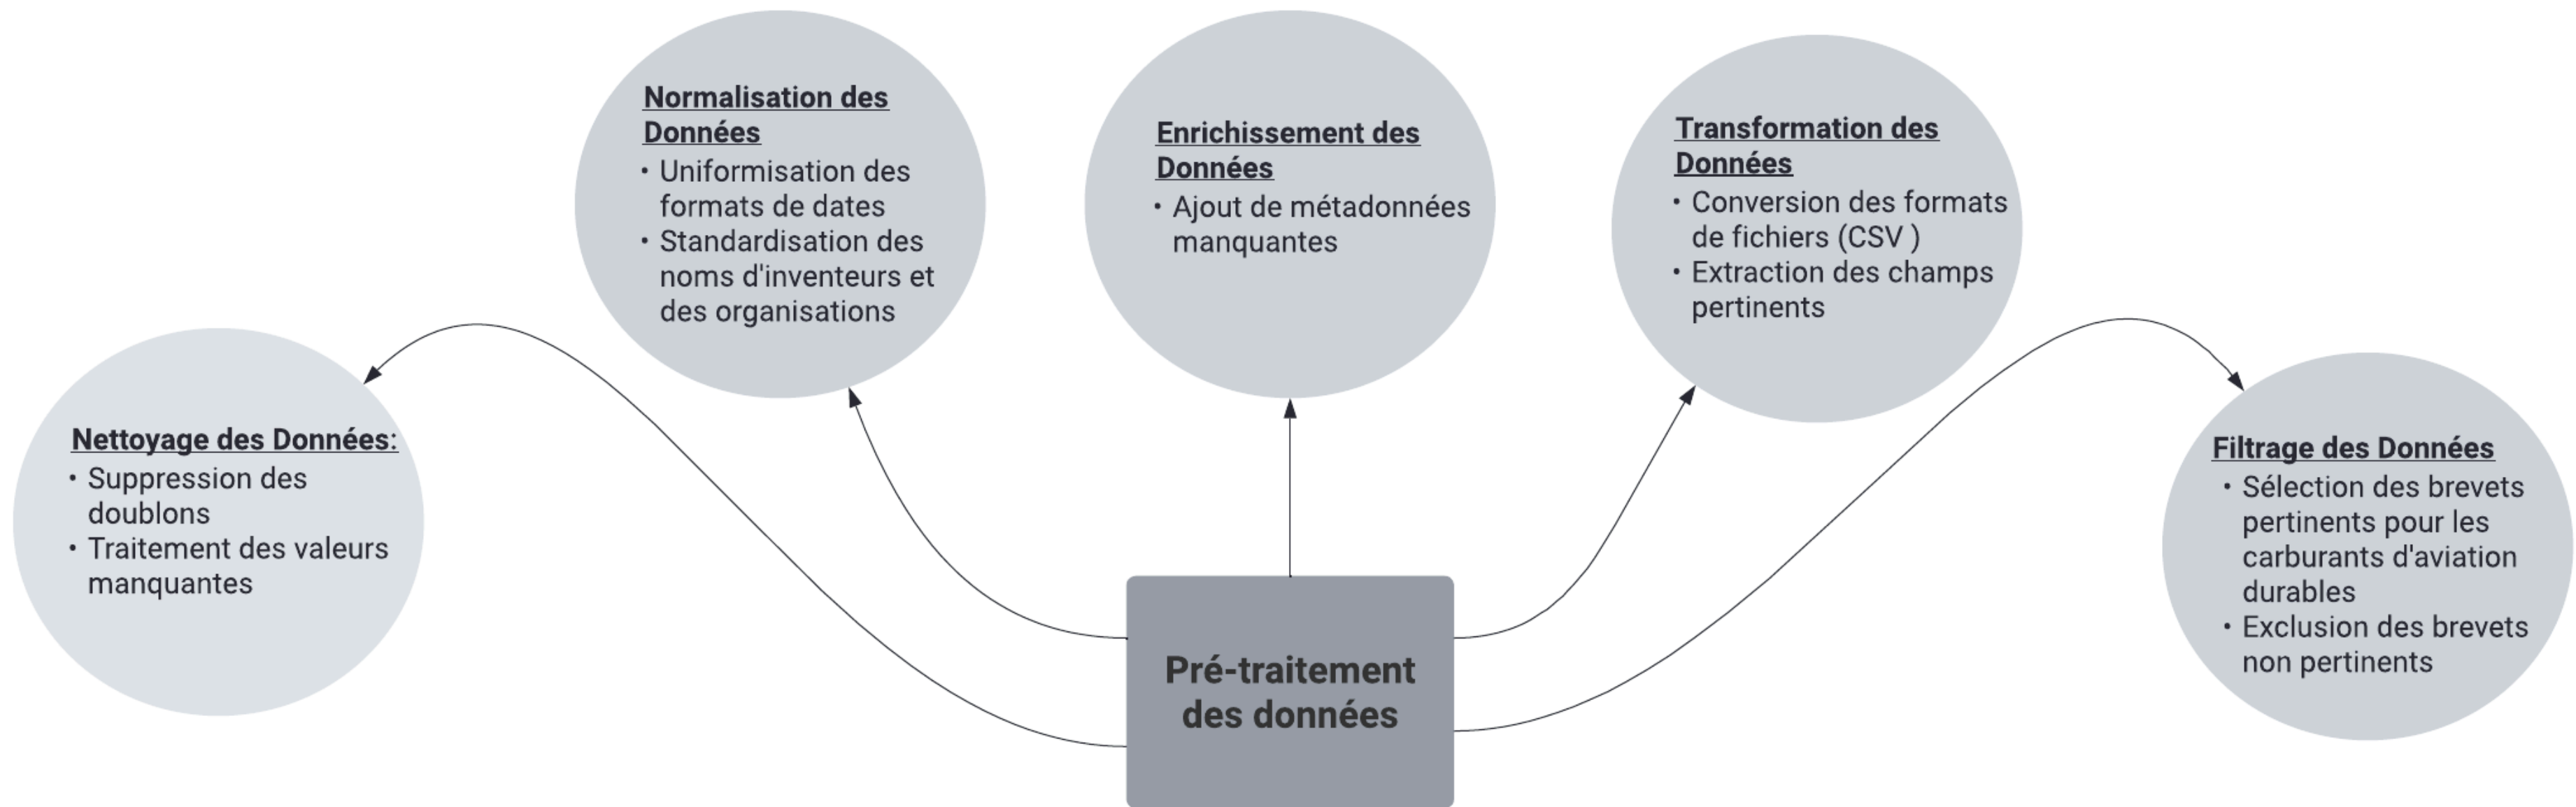 Normalisation des
Données
• Uniformisation des
formats de dates
• Standardisation des
noms d'inventeurs et
des organisations
Enrichissement des
Données
• Ajout de métadonnées
manquantes
Transformation des
Données
• Conversion des formats
de fichiers (CSV )
• Extraction des champs
pertinents
Nettoyage des Données:
• Suppression des
doublons
• Traitement des valeurs
manquantes
Filtrage des Données
• Sélection des brevets
pertinents pour les
carburants d'aviation
durables
• Exclusion des brevets
non pertinents
Pré-traitement
des données